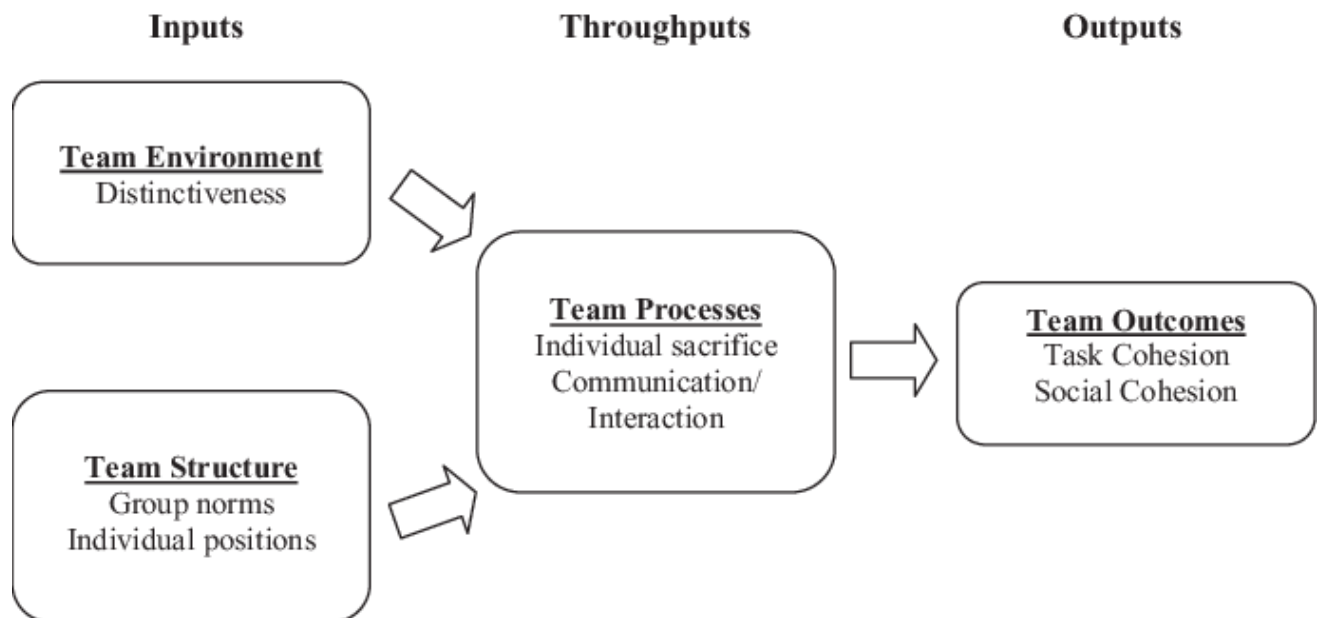 Inputs
Throughputs
Outputs
Team Environment
Distinctiveness
Team Structure
Group norms
Individual positions
Team Processes
Individual sacrifice
Communication/
Interaction
Team Outcomes
Task Cohesion
Social Cohesion